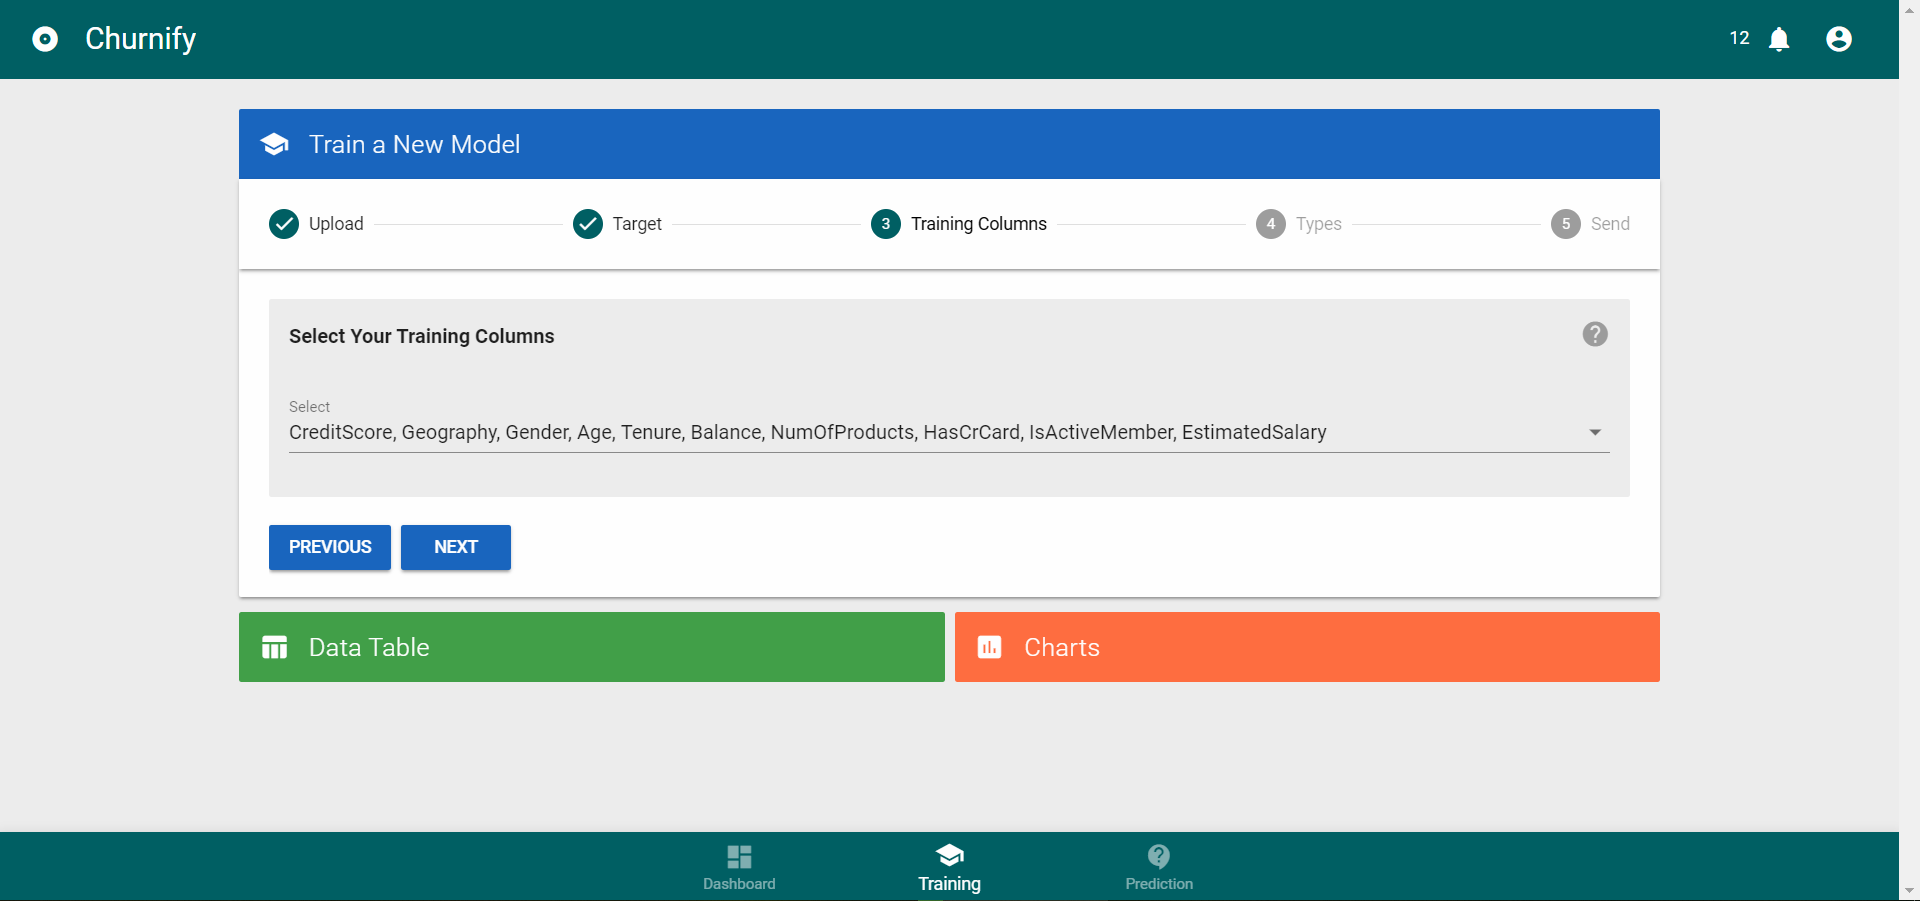 Churnify
12
Train a New Model
Upload
Target
3 Training Columns
4 Types
5 Send
Select Your Training Columns
?
Select
CreditScore, Geography, Gender, Age, Tenure, Balance, NumOfProducts, HasCrCard, IsActiveMember, EstimatedSalary
PREVIOUS
NEXT
Data Table
Charts
Dashboard
Training
?
Prediction